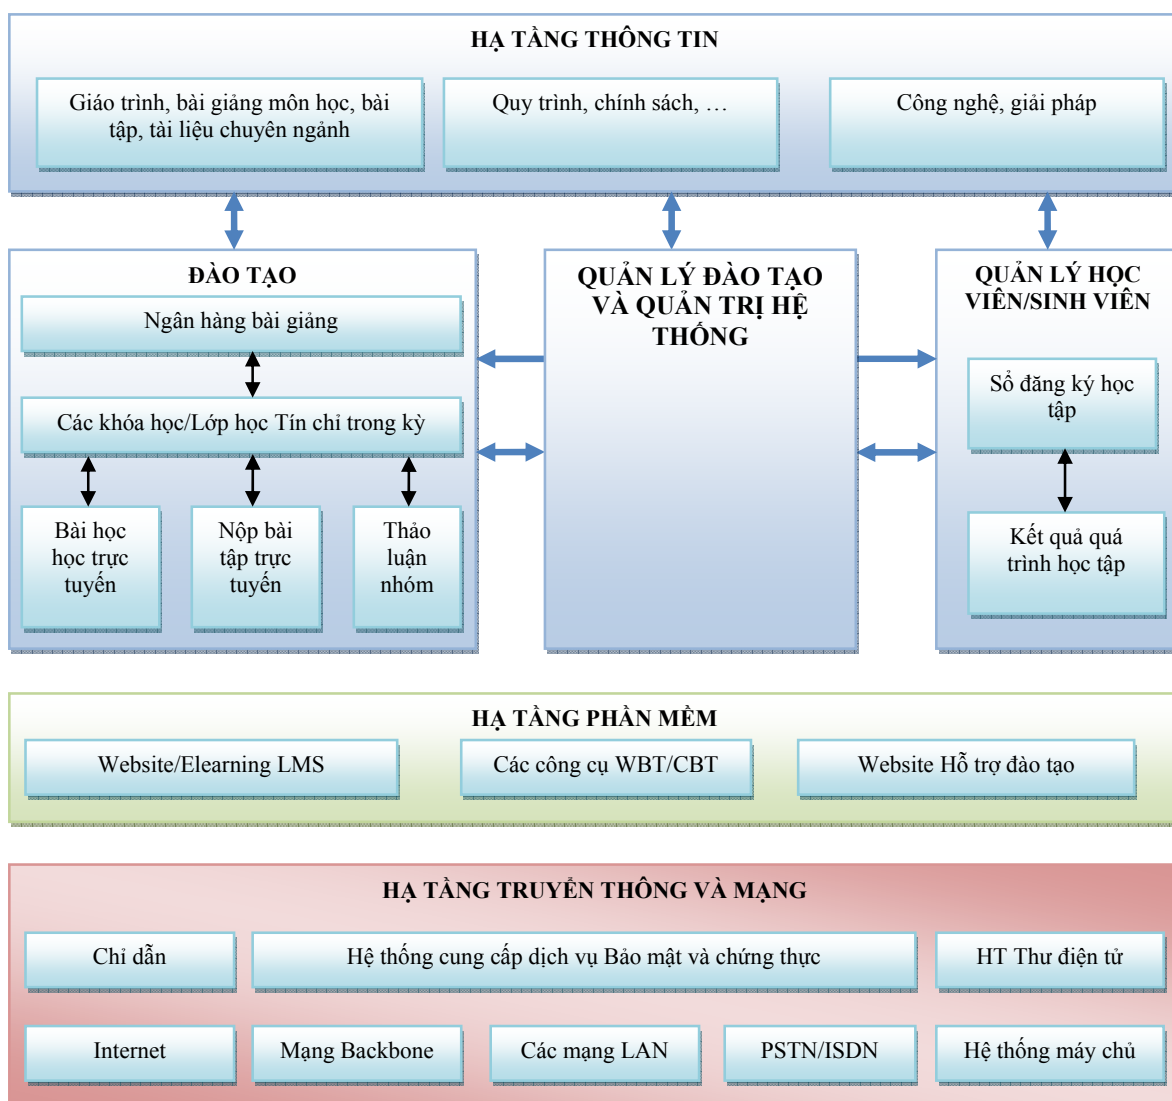 HẠ TẦNG THÔNG TIN
Giáo trình, bài giảng môn học, bài
tập, tài liệu chuyên ngảnh
Quy trình, chính sách, …
Công nghệ, giải pháp
ĐÀO TẠO
Ngân hàng bài giảng
Các khóa học/Lớp học Tín chỉ trong kỳ
Bài học
học trực
tuyến
Nộp bài
tập trực
tuyến
Thảo
luận
nhóm
QUẢN LÝ ĐÀO TẠO
VÀ QUẢN TRỊ HỆ
THỐNG
QUẢN LÝ HỌC
VIÊN/SINH VIÊN
Sổ đăng ký học
tập
Kết quả quá
trình học tập
HẠ TẦNG PHẦN MỀM
Website/Elearning LMS
Các công cụ WBT/CBT
Website Hỗ trợ đào tạo
HẠ TẦNG TRUYỂN THÔNG VÀ MẠNG
Chỉ dẫn
Hệ thống cung cấp dịch vụ Bảo mật và chứng thực
HT Thư điện tử
Internet
Mạng Backbone
Các mạng LAN
PSTN/ISDN
Hệ thống máy chủ